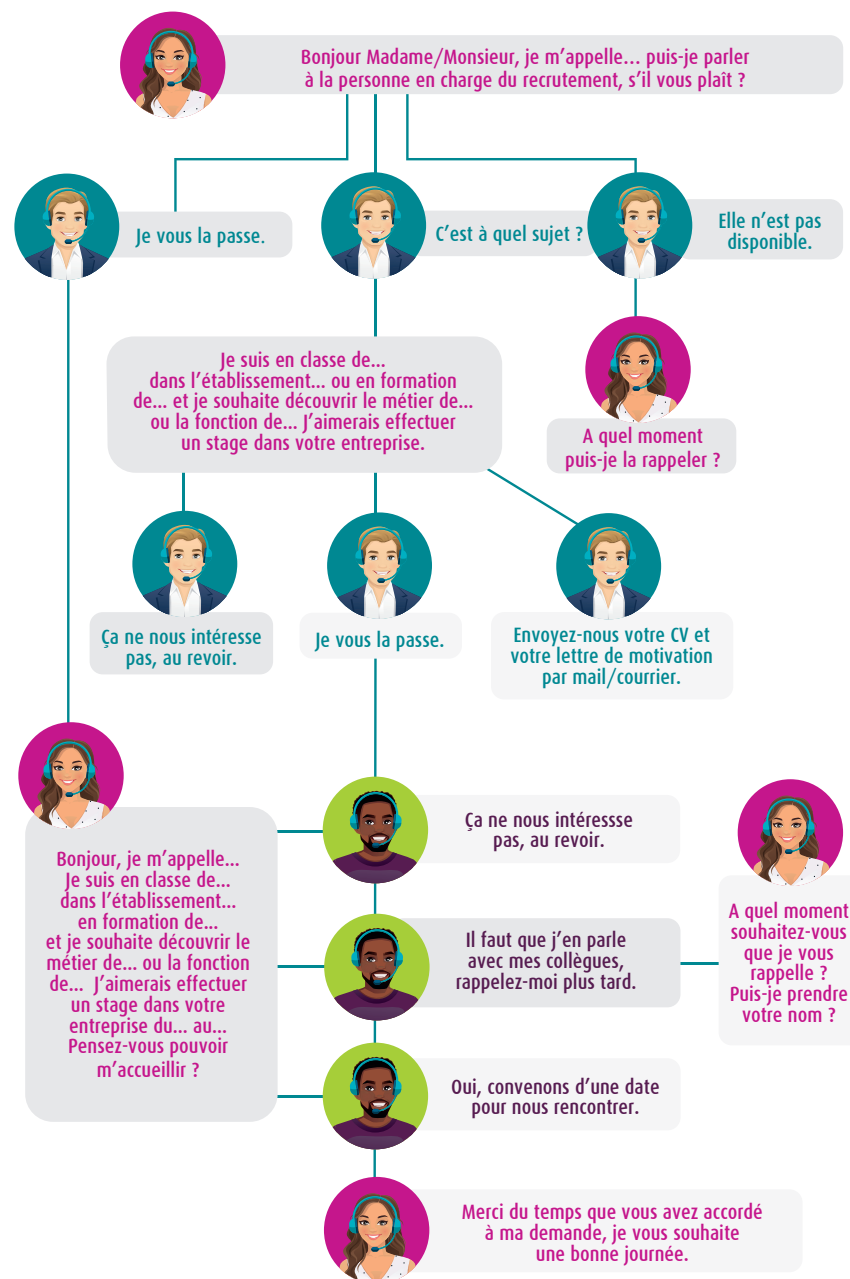 Bonjour Madame/Monsieur, je m’appelle... puis-je parler
à la personne en charge du recrutement, s’il vous plaît ?
Je vous la passe.
C’est à quel sujet ?
Elle n’est pas
disponible.
Je suis en classe de...
dans l’établissement... ou en formation
de... et je souhaite découvrir le métier de...
ou la fonction de... J’aimerais effectuer
un stage dans votre entreprise.
A quel moment
puis-je la rappeler ?
Ça ne nous intéresse
pas, au revoir.
Je vous la passe.
Envoyez-nous votre CV et
votre lettre de motivation
par mail/courrier.
Bonjour, je m’appelle...
Je suis en classe de...
dans l’établissement...
en formation de...
et je souhaite découvrir le
métier de... ou la fonction
de... J’aimerais effectuer
un stage dans votre
entreprise du... au...
Pensez-vous pouvoir
m’accueillir ?
Ça ne nous intéressse
pas, au revoir.
Il faut que j’en parle
avec mes collègues,
rappelez-moi plus tard.
A quel moment
souhaitez-vous
que je vous
rappelle ?
Puis-je prendre
votre nom ?
Oui, convenons d’une date
pour nous rencontrer.
Merci du temps que vous avez accordé
à ma demande, je vous souhaite
une bonne journée.